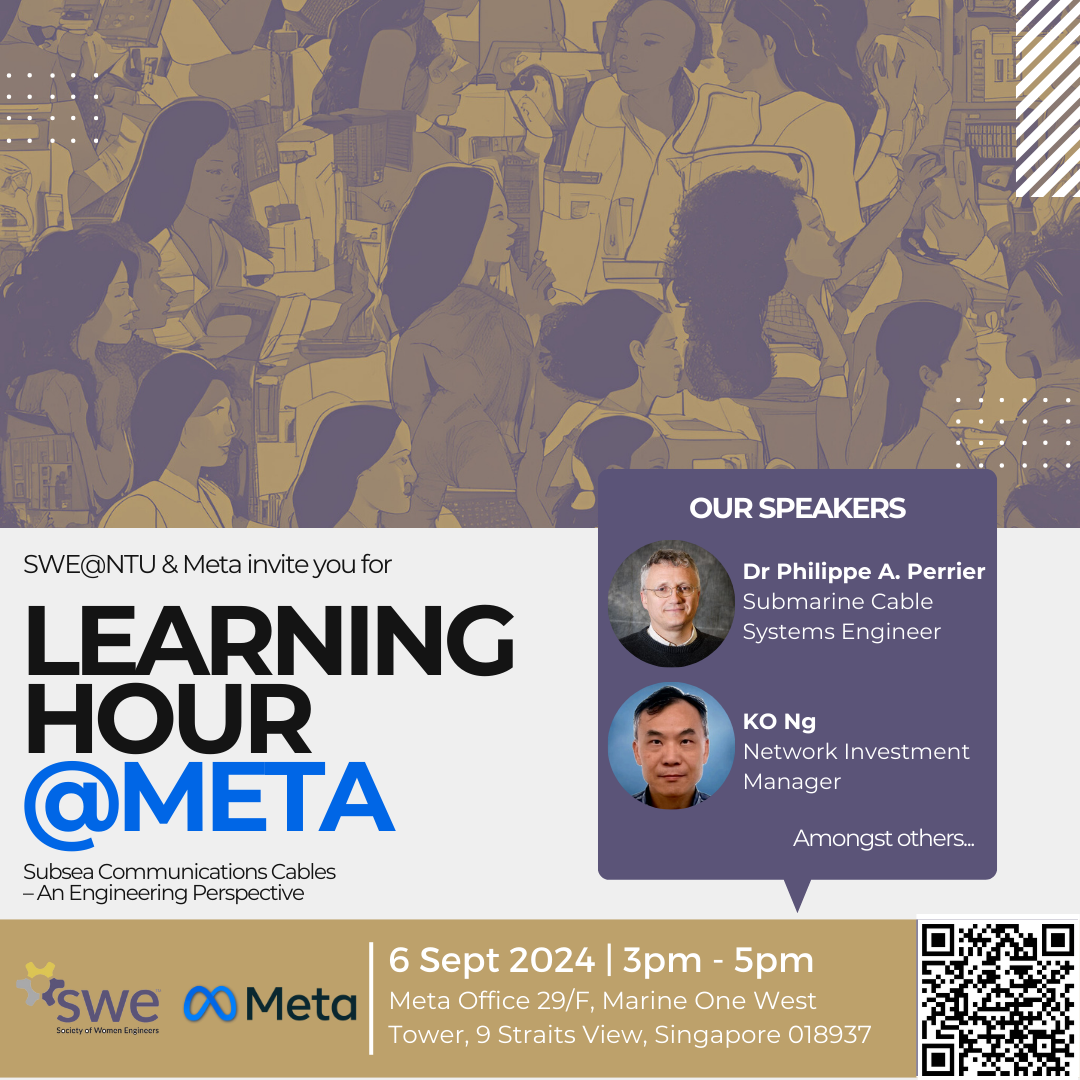 SWE@NTU & Meta invite you for
LEARNING
HOUR
@META
Subsea Communications Cables
– An Engineering Perspective
OUR SPEAKERS
Dr Philippe A. Perrier
Submarine Cable
Systems Engineer
KO Ng
Network Investment
Manager
Amongst others...
swe™
Society of Women Engineers
Meta
6 Sept 2024 | 3pm - 5pm
Meta Office 29/F, Marine One West
Tower, 9 Straits View, Singapore 018937